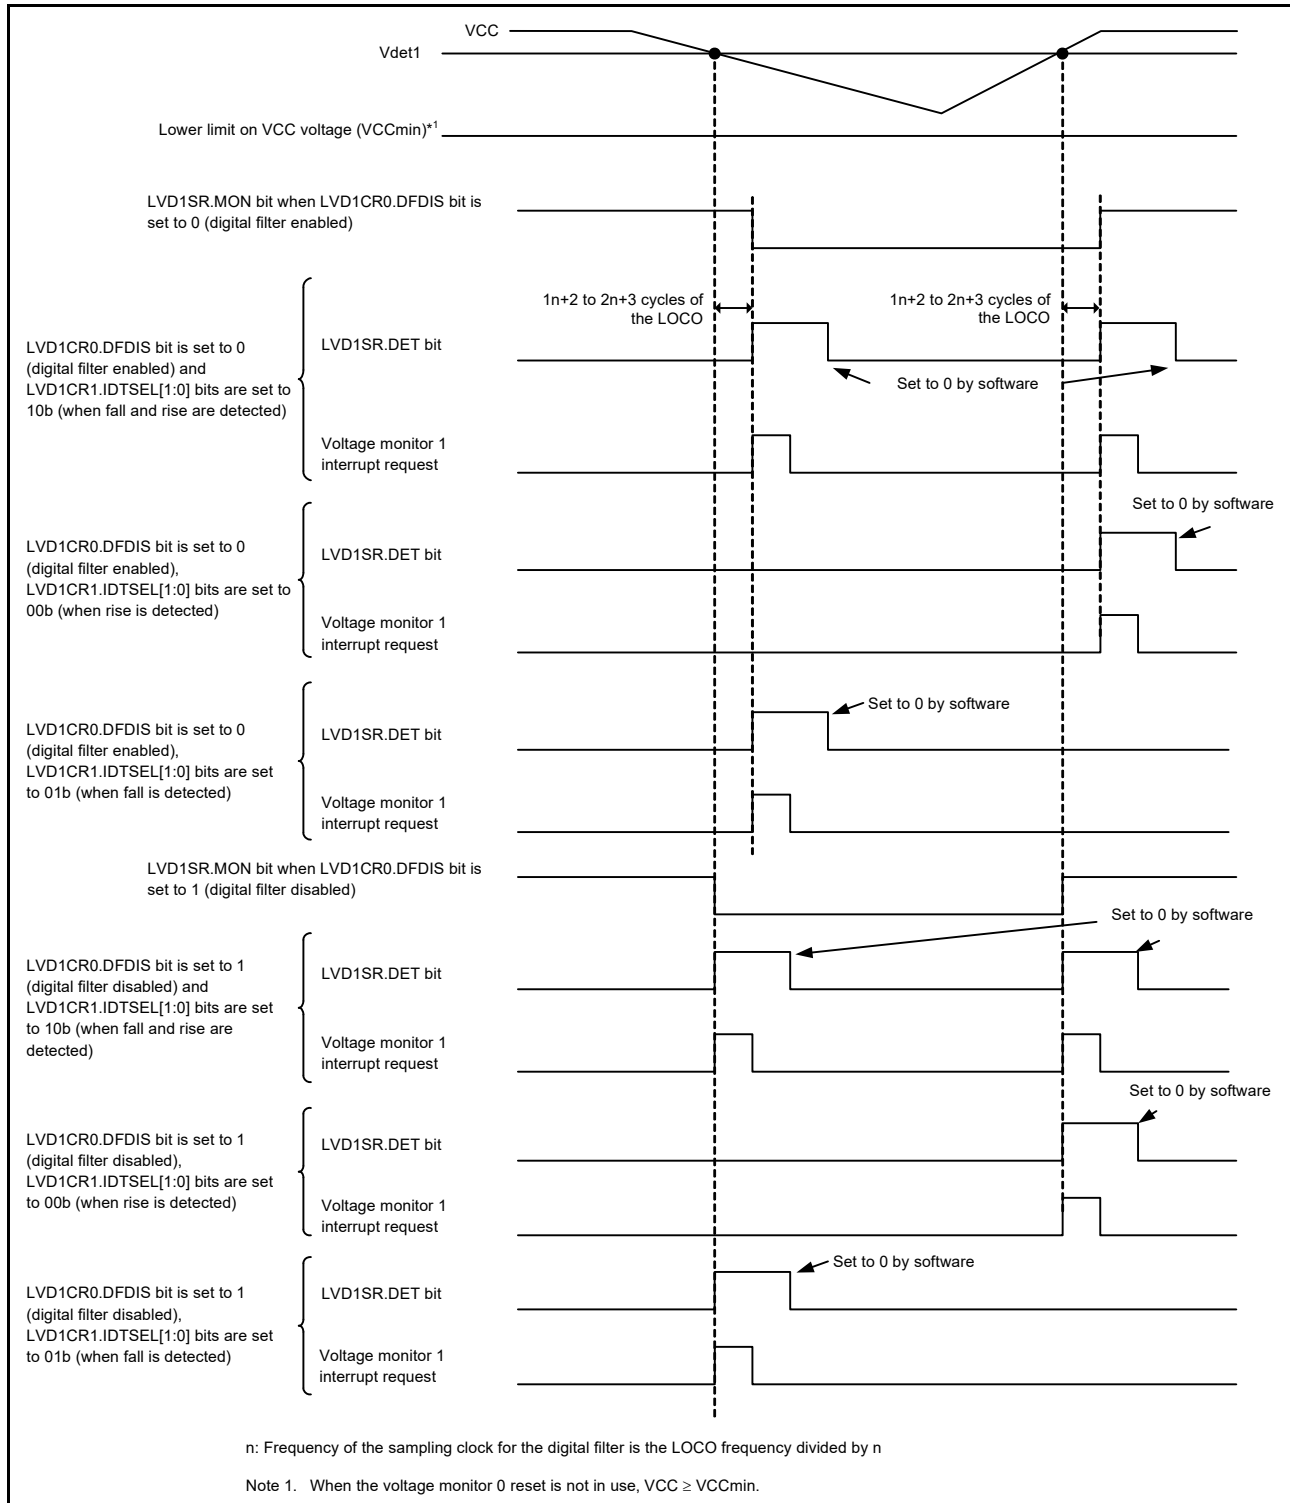 VCC
Vdet1
Lower limit on VCC voltage (VCCmin)*1
LVD1SR.MON bit when LVD1CR0.DFDIS bit is
set to 0 (digital filter enabled)
1n+2 to 2n+3 cycles of
the LOCO
1n+2 to 2n+3 cycles of
the LOCO
LVD1CR0.DFDIS bit is set to 0
(digital filter enabled) and
LVD1CR1.IDTSEL[1:0] bits are set to
10b (when fall and rise are detected)
LVD1SR.DET bit
Set to 0 by software
Voltage monitor 1
interrupt request
Set to 0 by software
LVD1CR0.DFDIS bit is set to 0
(digital filter enabled),
LVD1CR1.IDTSEL[1:0] bits are set to
00b (when rise is detected)
LVD1SR.DET bit
Voltage monitor 1
interrupt request
Set to 0 by software
LVD1CR0.DFDIS bit is set to 0
(digital filter enabled),
LVD1CR1.IDTSEL[1:0] bits are set
to 01b (when fall is detected)
LVD1SR.DET bit
Voltage monitor 1
interrupt request
LVD1SR.MON bit when LVD1CR0.DFDIS bit is
set to 1 (digital filter disabled)
Set to 0 by software
LVD1CR0.DFDIS bit is set to 1
(digital filter disabled) and
LVD1CR1.IDTSEL[1:0] bits are set
to 10b (when fall and rise are
detected)
LVD1SR.DET bit
Voltage monitor 1
interrupt request
Set to 0 by software
LVD1CR0.DFDIS bit is set to 1
(digital filter disabled),
LVD1CR1.IDTSEL[1:0] bits are set
to 00b (when rise is detected)
LVD1SR.DET bit
Voltage monitor 1
interrupt request
Set to 0 by software
LVD1CR0.DFDIS bit is set to 1
(digital filter disabled),
LVD1CR1.IDTSEL[1:0] bits are set
to 01b (when fall is detected)
LVD1SR.DET bit
Voltage monitor 1
interrupt request
n: Frequency of the sampling clock for the digital filter is the LOCO frequency divided by n
Note 1. When the voltage monitor 0 reset is not in use, VCC ≥ VCCmin.